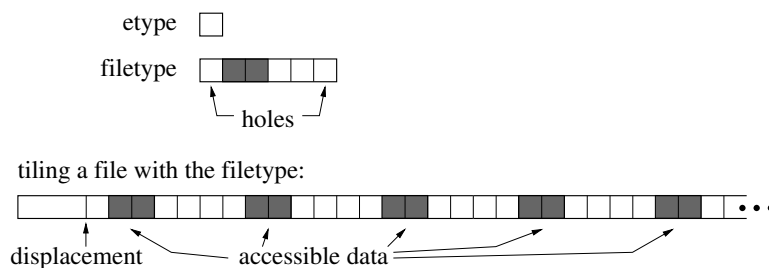 etype
filetype
holes
tiling a file with the filetype:
displacement
accessible data